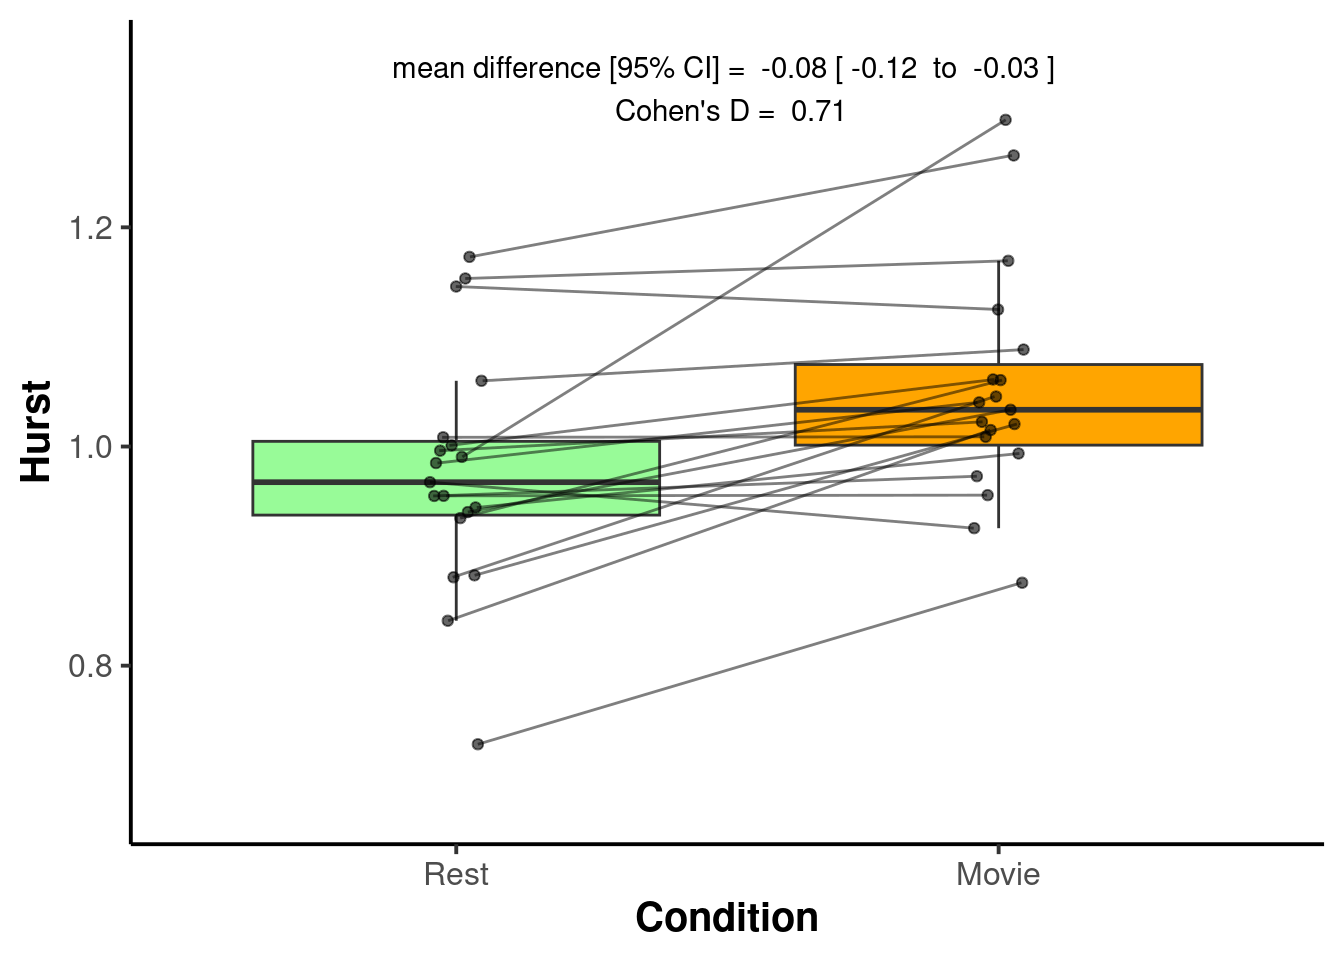 mean difference [95% CI] =  -0.08 [ -0.12  to  -0.03 ]
Cohen's D =  0.71
Hurst
1.2
1.0
0.8
Rest
Movie
Condition